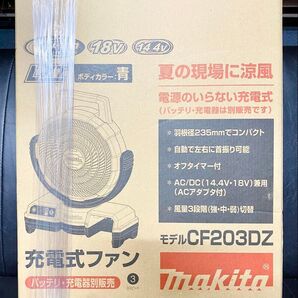 18V
14.4V
ボディカラー:青
夏の現場に涼風
電源のいらない充電式
(バッテリ・充電器は別販売です)
●羽根径235mmでコンパクト
●自動で左右に首振り可能
●オフタイマー付
●AC/DC(14.4V・18V)兼用
(ACアダプタ付)
●風量3段階(強・中・弱)切替
充電式ファン
バッテリ・充電器別販売
3
モデルCF203DZ
makita